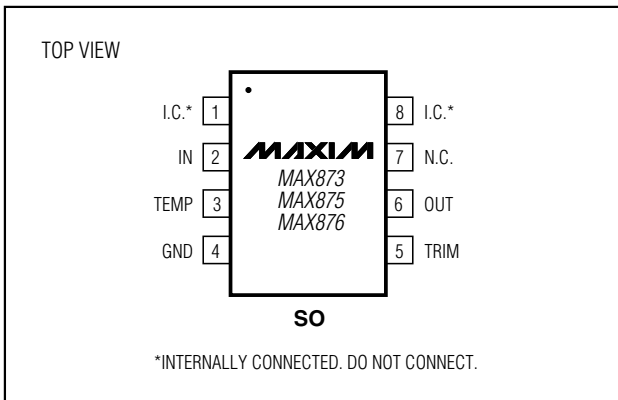 TOP VIEW
I.C.* 1
8 I.C.*
IN 2
MAXIM
7 N.C.
MAX873
TEMP 3
MAX875
6 OUT
MAX876
GND 4
5 TRIM
SO
*INTERNALLY CONNECTED. DO NOT CONNECT.